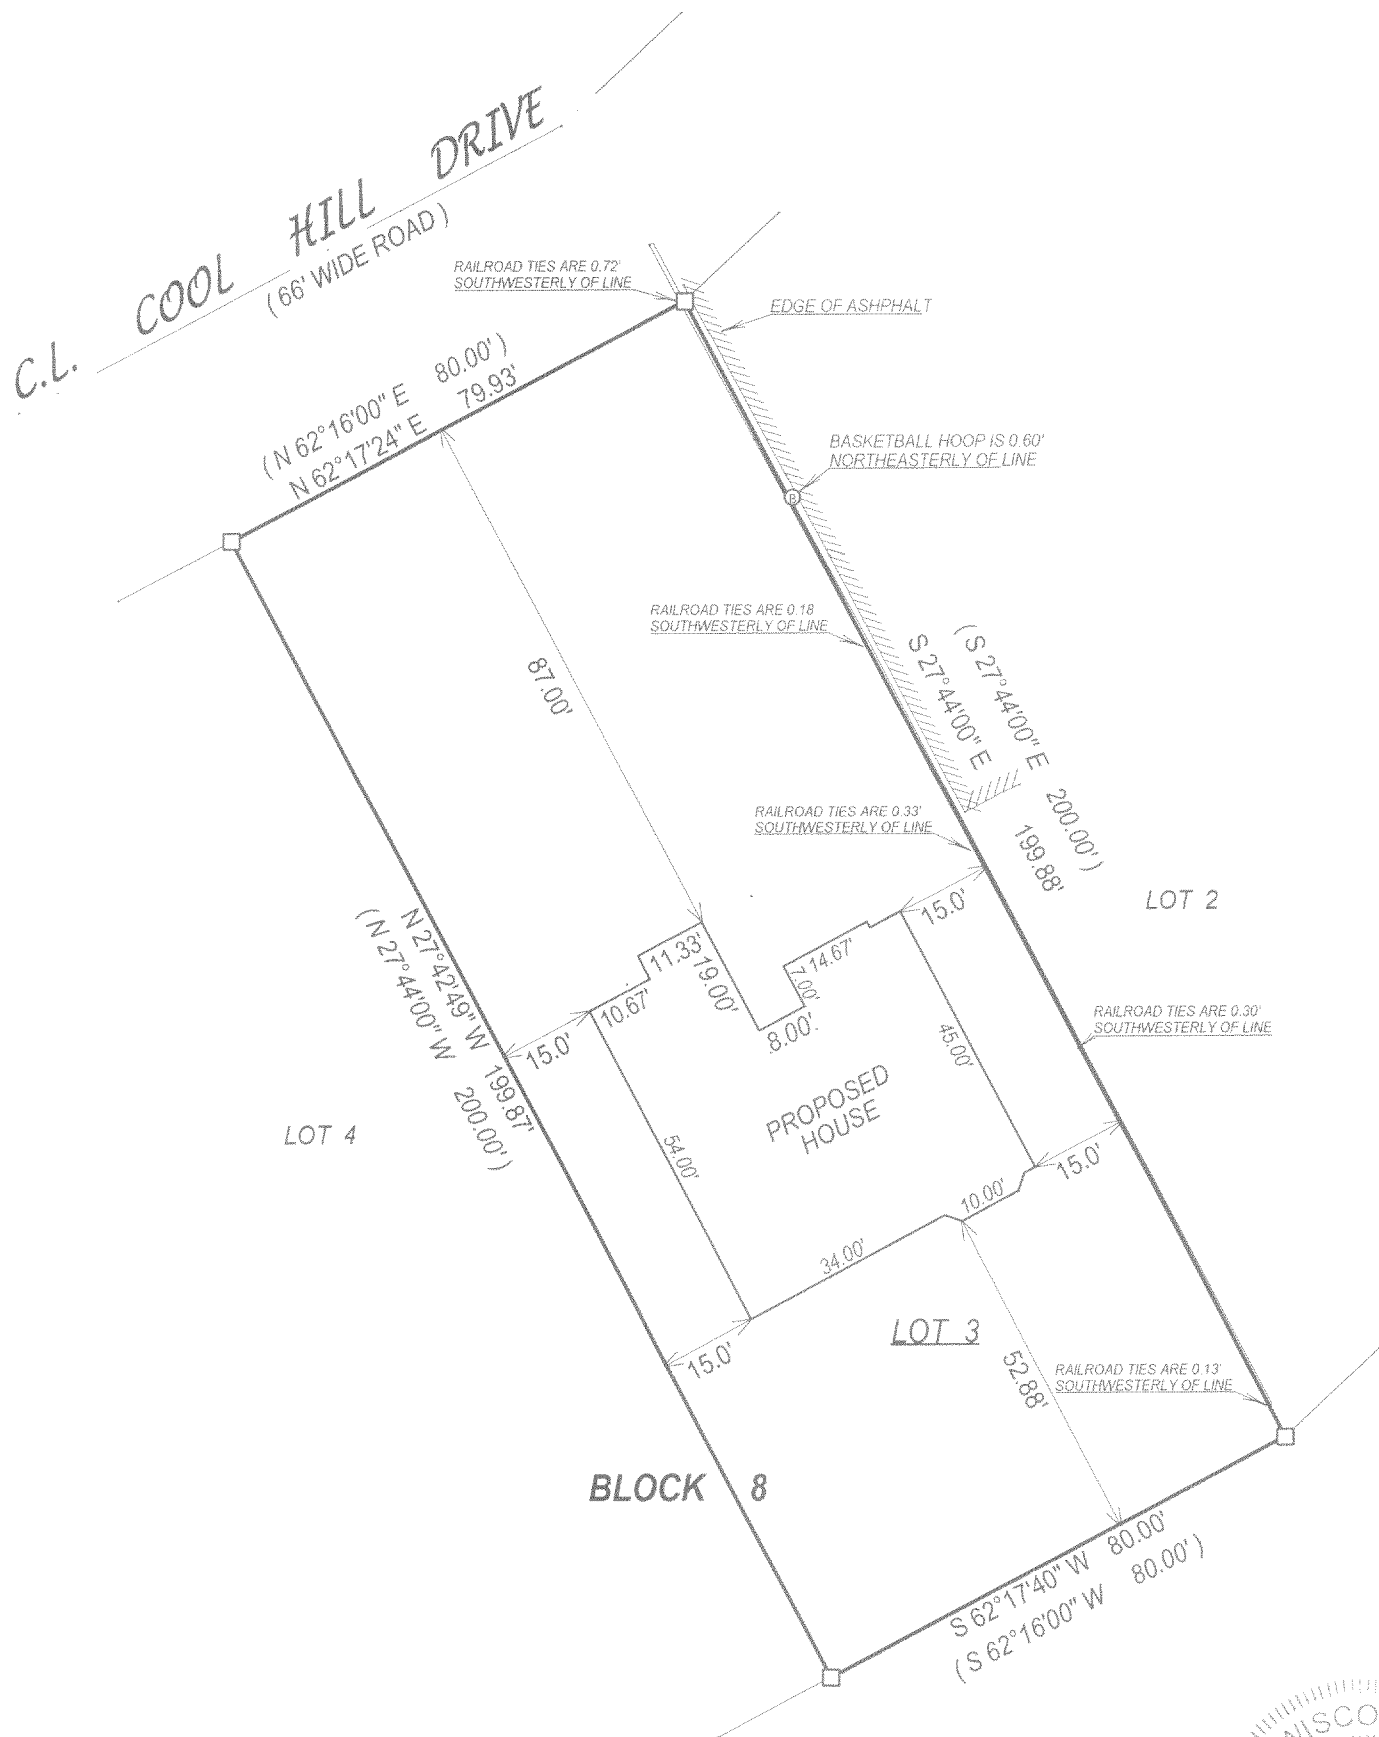 C.L. COOL HILL DRIVE
( 66' WIDE ROAD )
RAILROAD TIES ARE 0.72'
SOUTHWESTERLY OF LINE
EDGE OF ASHPHALT
( N 62°16'00" E 80.00' )
N 62°17'24" E 79.93'
BASKETBALL HOOP IS 0.60'
NORTHEASTERLY OF LINE
B
RAILROAD TIES ARE 0.18
SOUTHWESTERLY OF LINE
87.00'
( S 27°44'00" E 200.00' )
S 27°44'00" E 199.88'
RAILROAD TIES ARE 0.33'
SOUTHWESTERLY OF LINE
LOT 2
15.0'
11.33'
19.00'
14.67'
7.00'
8.00'
10.67'
15.0'
N 27°42'49" W 199.87'
( N 27°44'00" W 200.00' )
RAILROAD TIES ARE 0.30'
SOUTHWESTERLY OF LINE
45.00'
PROPOSED
HOUSE
LOT 4
54.00'
15.0'
10.00'
34.00'
LOT 3
15.0'
52.88'
RAILROAD TIES ARE 0.13'
SOUTHWESTERLY OF LINE
BLOCK 8
S 62°17'40" W 80.00'
( S 62°16'00" W 80.00' )
WISCO